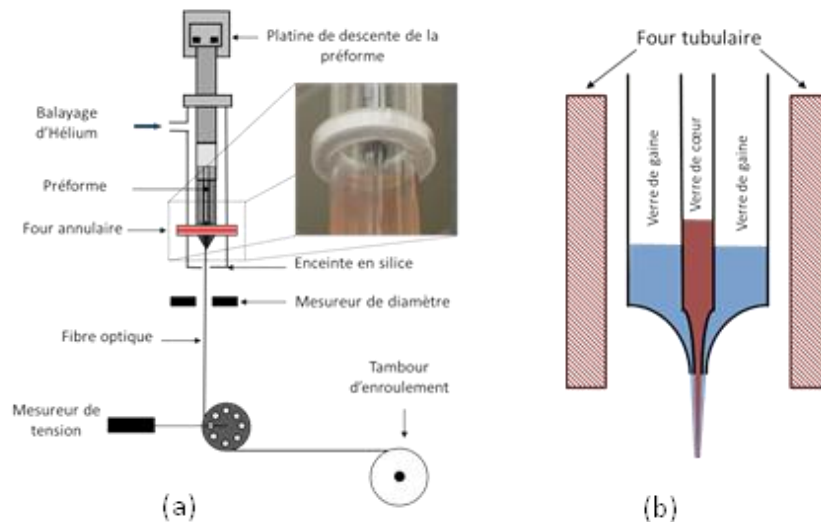 Platine de descente de la
préforme
Balayage
d'Hélium
Préforme
Four annulaire
Enceinte en silice
Mesureur de diamètre
Fibre optique
Tambour
d'enroulement
Mesureur de
tension
(a)
Four tubulaire
Verre de gaine
Verre de cœur
Verre de gaine
(b)